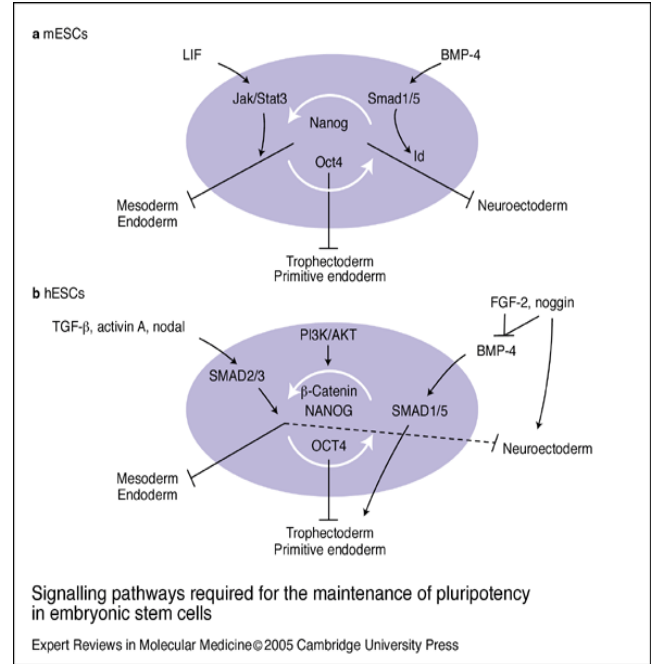 a mESCs
LIF
BMP-4
Jak/Stat3
Smad1/5
Nanog
Id
Oct4
Mesoderm
Endoderm
Neuroectoderm
Trophectoderm
Primitive endoderm
b hESCs
FGF-2, noggin
TGF-β, activin A, nodal
PI3K/AKT
BMP-4
SMAD2/3
β-Catenin
NANOG
SMAD1/5
OCT4
Neuroectoderm
Mesoderm
Endoderm
Trophectoderm
Primitive endoderm
Signalling pathways required for the maintenance of pluripotency
in embryonic stem cells
Expert Reviews in Molecular Medicine © 2005 Cambridge University Press